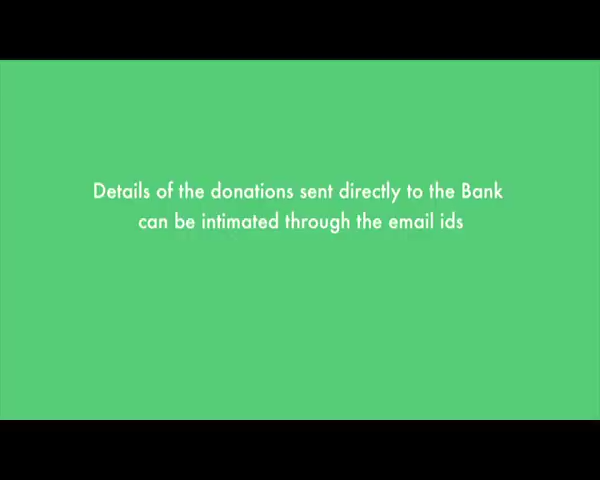 Details of the donations sent directly to the Bank
can be intimated through the email ids